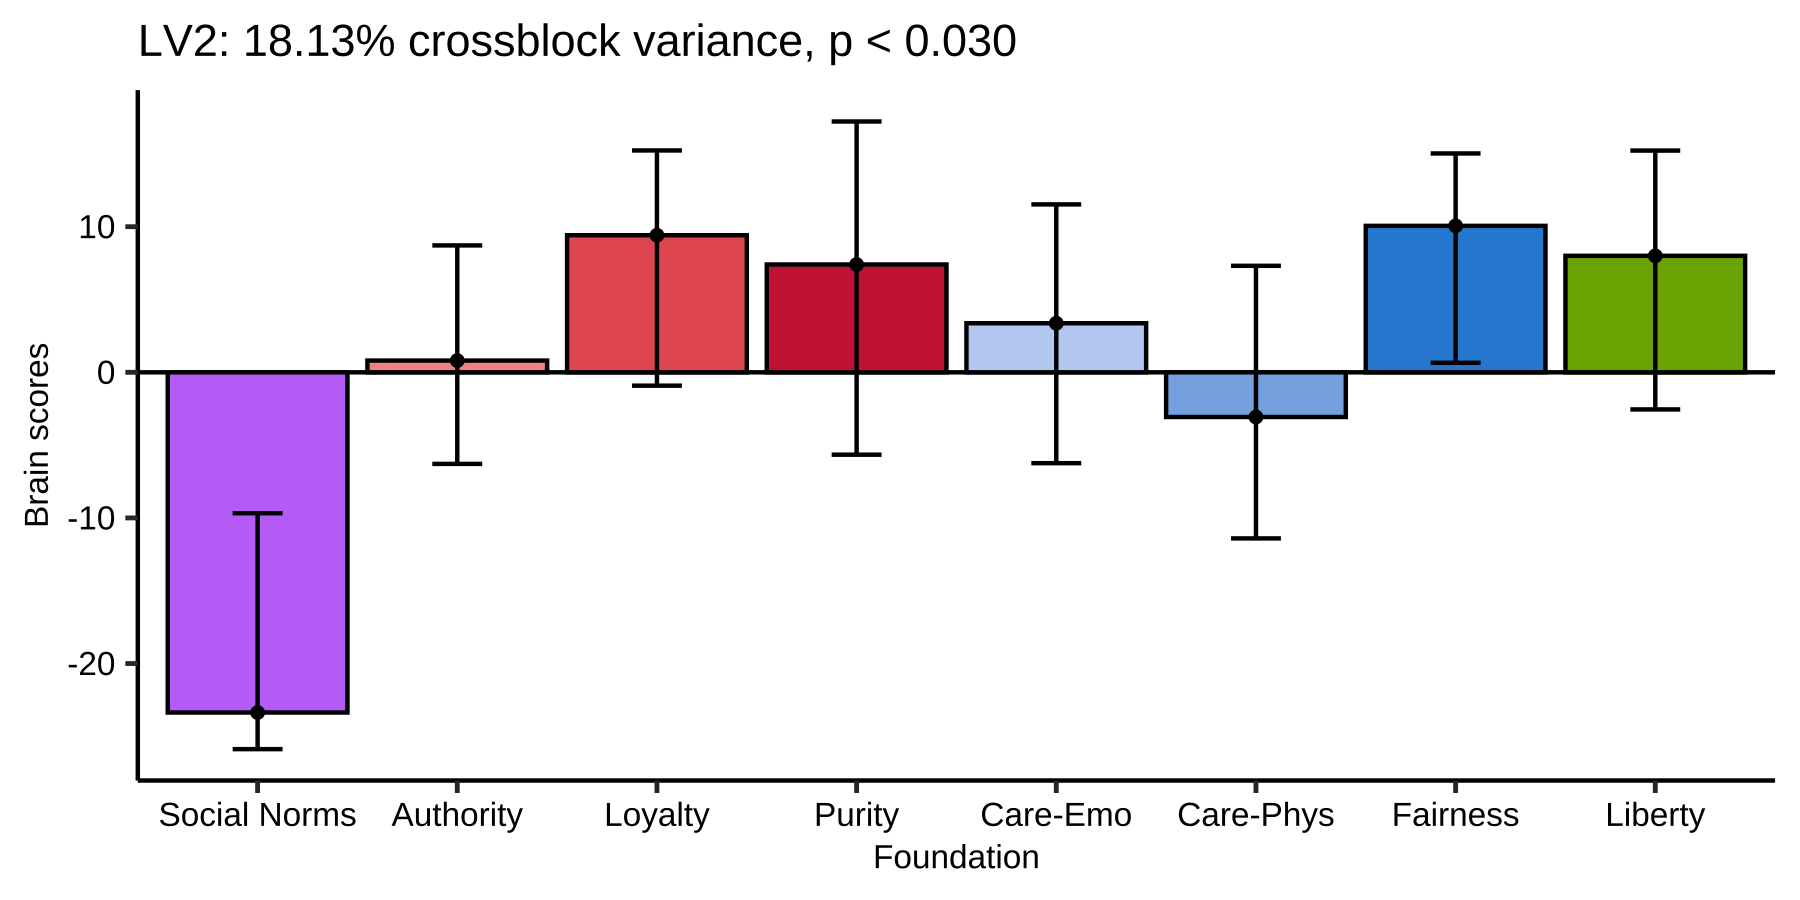 LV2: 18.13% crossblock variance, p < 0.030
Brain scores
10
0
-10
-20
Social Norms Authority Loyalty Purity Care-Emo Care-Phys Fairness Liberty
Foundation